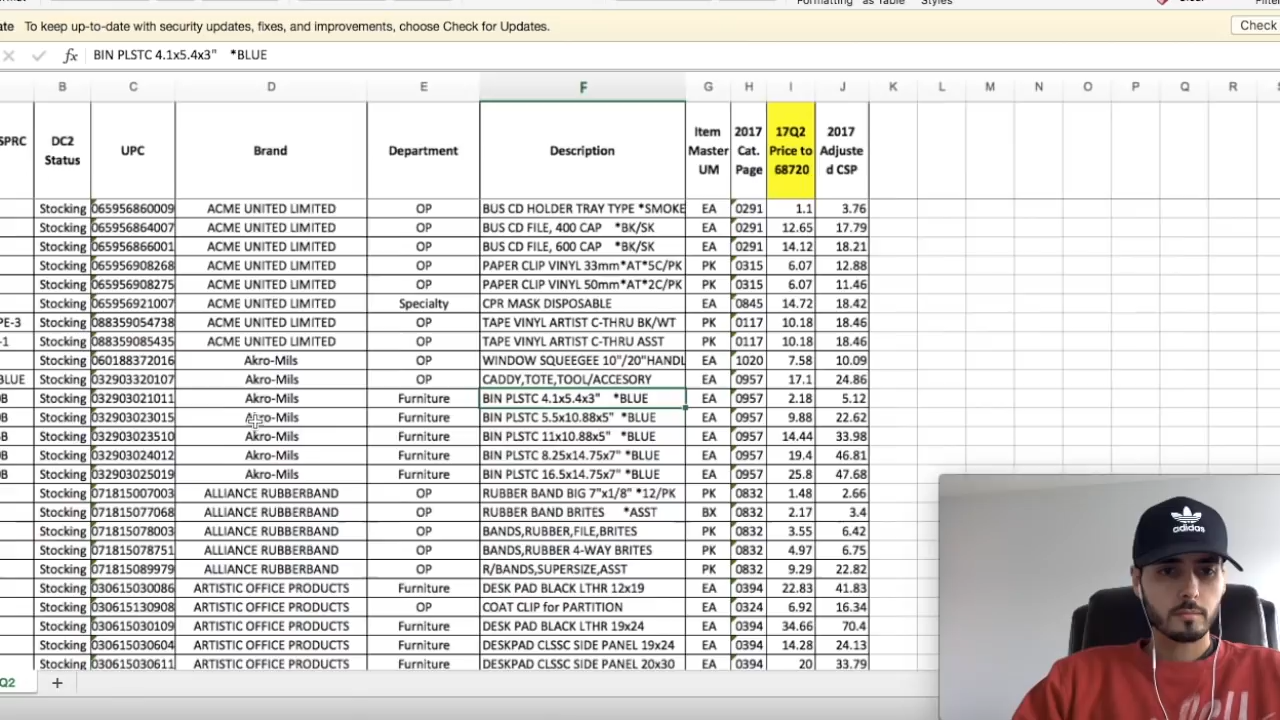 Formatting as Table Styles Clear Filter
ate To keep up-to-date with security updates, fixes, and improvements, choose Check for Updates. Check
fx BIN PLSTC 4.1x5.4x3" *BLUE
B C D E F G H I J K L M N O P Q R S
SPRC DC2 Status UPC Brand Department Description Item Master UM 2017 Cat. Page 17Q2 Price to 68720 2017 Adjuste d CSP
Stocking 065956860009 ACME UNITED LIMITED OP BUS CD HOLDER TRAY TYPE *SMOKE EA 0291 1.1 3.76
Stocking 065956864007 ACME UNITED LIMITED OP BUS CD FILE, 400 CAP *BK/SK EA 0291 12.65 17.79
Stocking 065956866001 ACME UNITED LIMITED OP BUS CD FILE, 600 CAP *BK/SK EA 0291 14.12 18.21
Stocking 065956908268 ACME UNITED LIMITED OP PAPER CLIP VINYL 33mm*AT*5C/PK PK 0315 6.07 12.88
Stocking 065956908275 ACME UNITED LIMITED OP PAPER CLIP VINYL 50mm*AT*2C/PK PK 0315 6.07 11.46
Stocking 065956921007 ACME UNITED LIMITED Specialty CPR MASK DISPOSABLE EA 0845 14.72 18.42
PE-3 Stocking 088359054738 ACME UNITED LIMITED OP TAPE VINYL ARTIST C-THRU BK/WT PK 0117 10.18 18.46
-1 Stocking 088359085435 ACME UNITED LIMITED OP TAPE VINYL ARTIST C-THRU ASST PK 0117 10.18 18.46
Stocking 060188372016 Akro-Mils OP WINDOW SQUEEGEE 10"/20"HANDL EA 1020 7.58 10.09
BLUE Stocking 032903320107 Akro-Mils OP CADDY,TOTE,TOOL/ACCESORY EA 0957 17.1 24.86
0B Stocking 032903021011 Akro-Mils Furniture BIN PLSTC 4.1x5.4x3" *BLUE EA 0957 2.18 5.12
0B Stocking 032903023015 Akro-Mils Furniture BIN PLSTC 5.5x10.88x5" *BLUE EA 0957 9.88 22.62
5B Stocking 032903023510 Akro-Mils Furniture BIN PLSTC 11x10.88x5" *BLUE EA 0957 14.44 33.98
0B Stocking 032903024012 Akro-Mils Furniture BIN PLSTC 8.25x14.75x7" *BLUE EA 0957 19.4 46.81
0B Stocking 032903025019 Akro-Mils Furniture BIN PLSTC 16.5x14.75x7" *BLUE EA 0957 25.8 47.68
Stocking 071815007003 ALLIANCE RUBBERBAND OP RUBBER BAND BIG 7"x1/8" *12/PK PK 0832 1.48 2.66
Stocking 071815077068 ALLIANCE RUBBERBAND OP RUBBER BAND BRITES *ASST BX 0832 2.17 3.4
Stocking 071815078003 ALLIANCE RUBBERBAND OP BANDS,RUBBER,FILE,BRITES PK 0832 3.55 6.42
Stocking 071815078751 ALLIANCE RUBBERBAND OP BANDS,RUBBER 4-WAY BRITES PK 0832 4.97 6.75
Stocking 071815089979 ALLIANCE RUBBERBAND OP R/BANDS,SUPERSIZE,ASST PK 0832 9.29 22.82
Stocking 030615030086 ARTISTIC OFFICE PRODUCTS Furniture DESK PAD BLACK LTHR 12x19 EA 0394 22.83 41.83
Stocking 030615130908 ARTISTIC OFFICE PRODUCTS OP COAT CLIP for PARTITION EA 0324 6.92 16.34
Stocking 030615030109 ARTISTIC OFFICE PRODUCTS Furniture DESK PAD BLACK LTHR 19x24 EA 0394 34.66 70.4
Stocking 030615030604 ARTISTIC OFFICE PRODUCTS Furniture DESKPAD CLSSC SIDE PANEL 19x24 EA 0394 14.28 24.13
Stocking 030615030611 ARTISTIC OFFICE PRODUCTS Furniture DESKPAD CLSSC SIDE PANEL 20x30 EA 0394 20 33.79
Q2 +
adidas